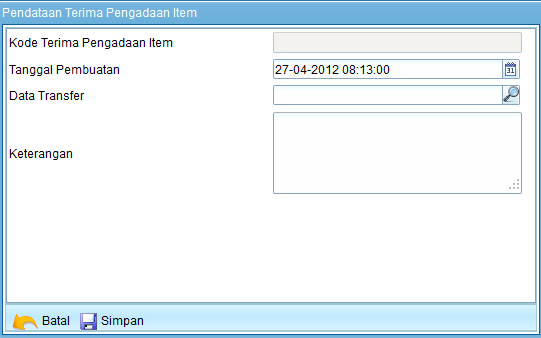 Pendataan Terima Pengadaan Item
Kode Terima Pengadaan Item
Tanggal Pembuatan 27-04-2012 08:13:00 31
Data Transfer
Keterangan
Batal Simpan